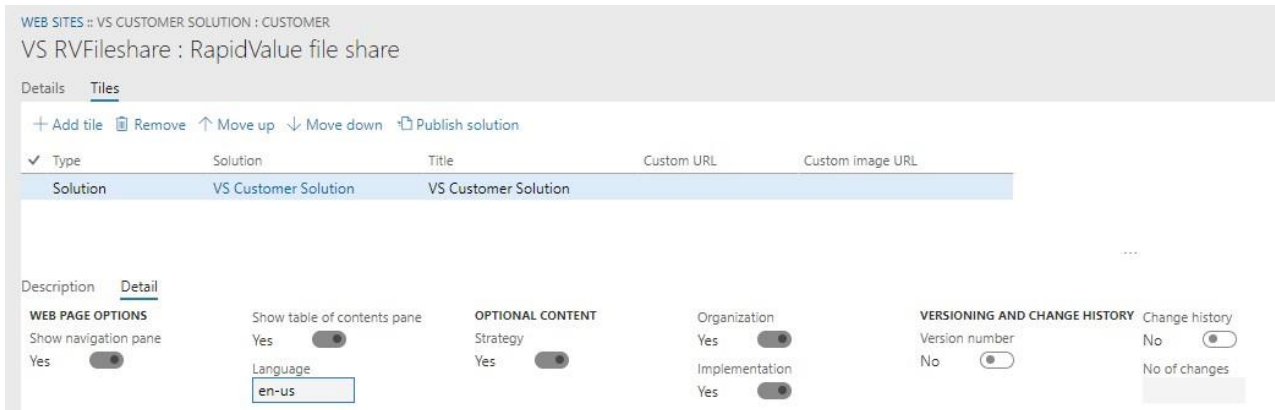 WEB SITES :: VS CUSTOMER SOLUTION : CUSTOMER
VS RVFileshare : RapidValue file share
Details Tiles
Add tile Remove Move up Move down Publish solution
Type Solution Title Custom URL Custom image URL
Solution VS Customer Solution VS Customer Solution
...
Description Detail
WEB PAGE OPTIONS Show table of contents pane OPTIONAL CONTENT Organization VERSIONING AND CHANGE HISTORY Change history
Show navigation pane Yes Strategy Yes Version number No
Yes Language Yes Implementation No No of changes
en-us Yes